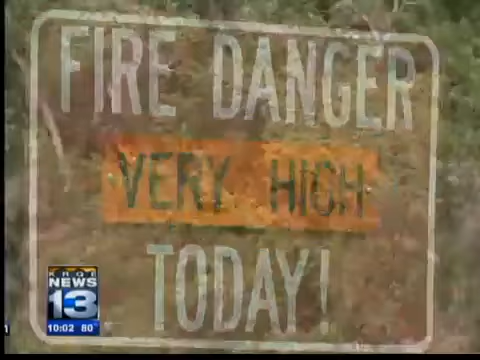 FIRE DANGER
VERY HIGH
TODAY!
KRQE
NEWS
13
10:02 80°